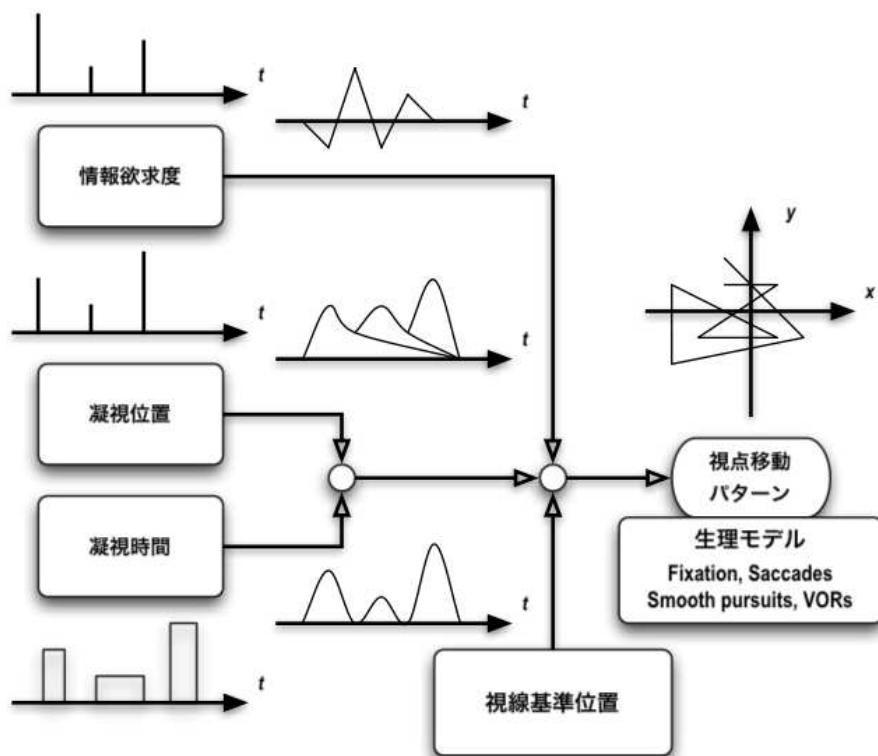 t
t
情報欲求度
y
x
t
t
凝視位置
視点移動
パターン
凝視時間
生理モデル
Fixation, Saccades
Smooth pursuits, VORs
t
t
視線基準位置